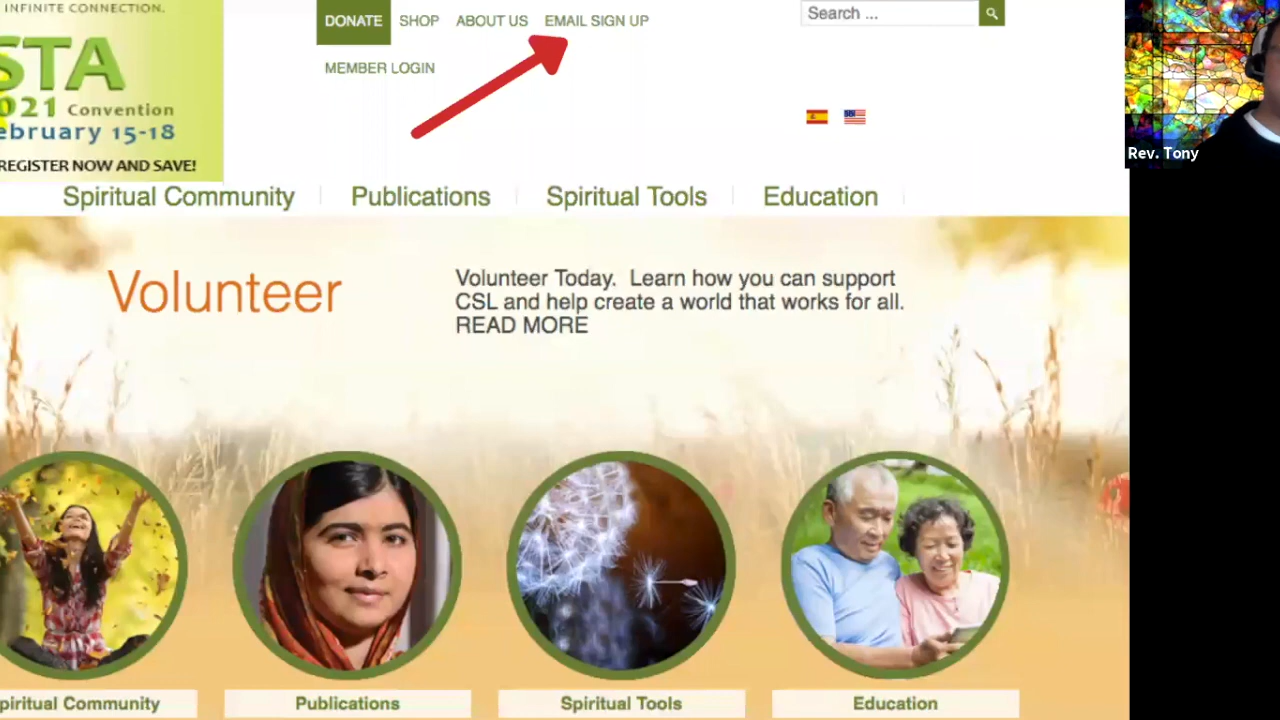 INFINITE CONNECTION.
STA
2021 Convention
February 15-18
REGISTER NOW AND SAVE!
DONATE SHOP ABOUT US EMAIL SIGN UP
MEMBER LOGIN
Search ...
Rev. Tony
Spiritual Community Publications Spiritual Tools Education
Volunteer
Volunteer Today. Learn how you can support
CSL and help create a world that works for all.
READ MORE
Spiritual Community Publications Spiritual Tools Education